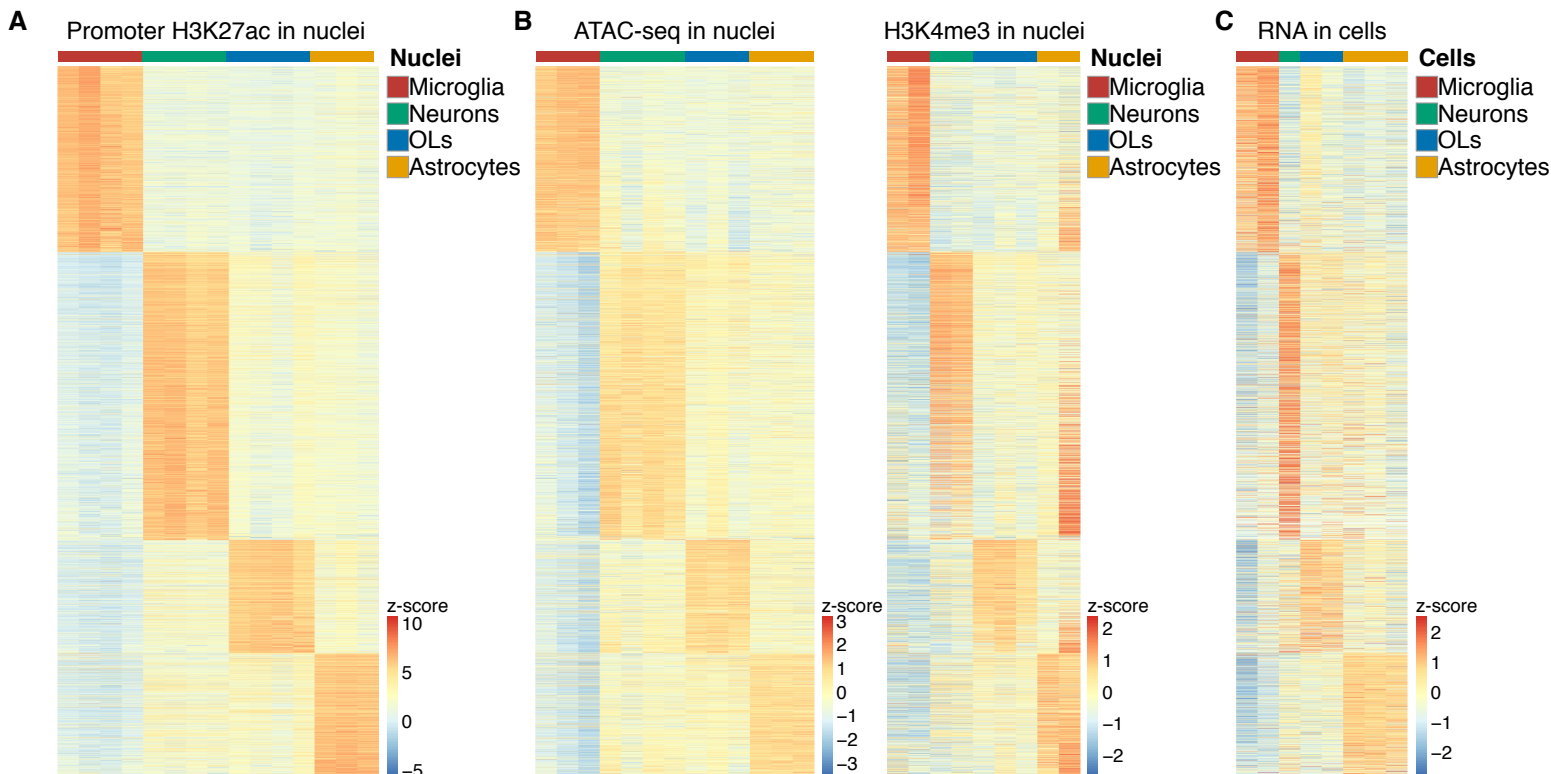 A
Promoter H3K27ac in nuclei
Nuclei
Microglia
Neurons
OLs
Astrocytes
z-score
10
5
0
−5
B
ATAC-seq in nuclei
z-score
3
2
1
0
−1
−2
−3
H3K4me3 in nuclei
Nuclei
Microglia
Neurons
OLs
Astrocytes
z-score
2
1
0
−1
−2
C
RNA in cells
Cells
Microglia
Neurons
OLs
Astrocytes
z-score
2
1
0
−1
−2